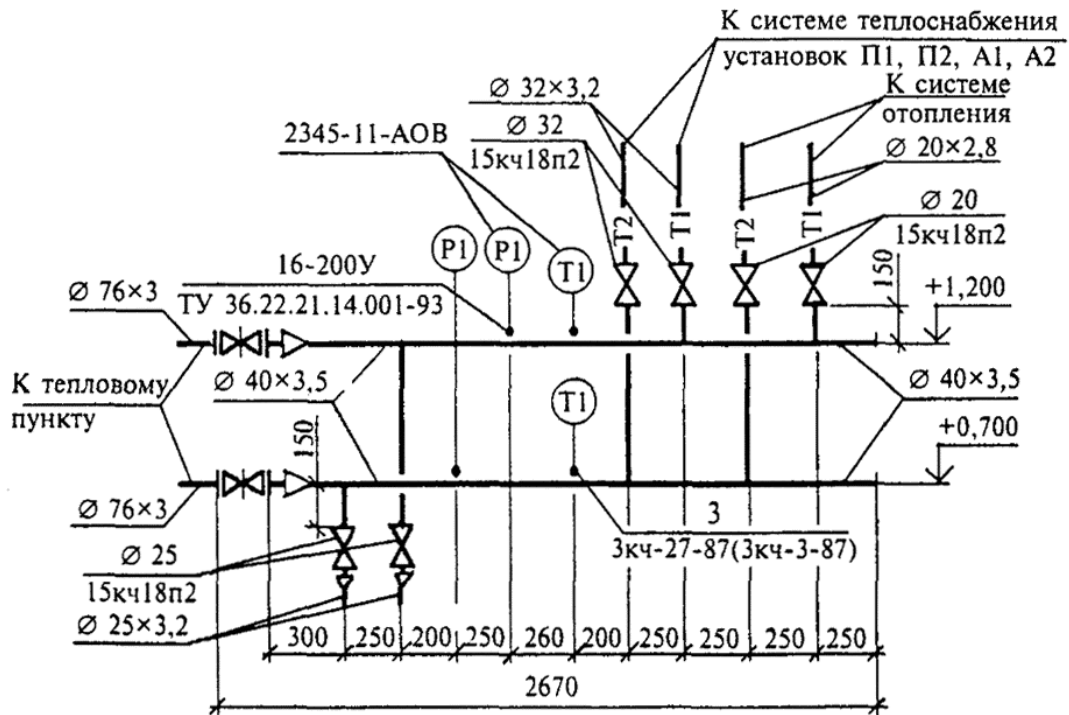 К системе теплоснабжения
установок П1, П2, А1, А2
Ø 32×3,2
К системе
отопления
2345-11-АОВ
Ø 32
15кч18п2
Ø 20×2,8
Т2
Т1
Т2
Т1
Ø 20
15кч18п2
Р1
Р1
Т1
16-200У
ТУ 36.22.21.14.001-93
150
+1,200
Ø 76×3
К тепловому
пункту
Ø 40×3,5
Т1
Ø 40×3,5
+0,700
150
Ø 76×3
3
3кч-27-87(3кч-3-87)
Ø 25
15кч18п2
Ø 25×3,2
300
250
200
250
260
200
250
250
250
250
2670